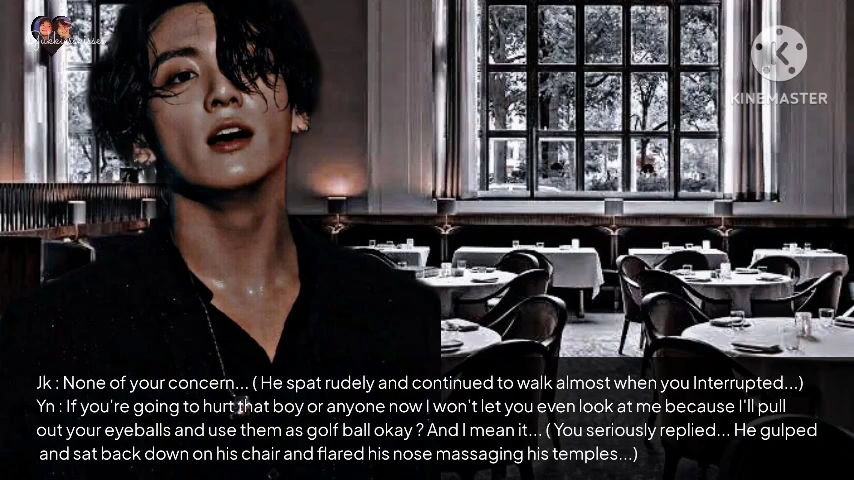 KINEMASTER
Jk : None of your concern... ( He spat rudely and continued to walk almost when you Interrupted...)
Yn : If you're going to hurt that boy or anyone now I won't let you even look at me because I'll pull
out your eyeballs and use them as golf ball okay ? And I mean it... ( You seriously replied... He gulped
and sat back down on his chair and flared his nose massaging his temples...)